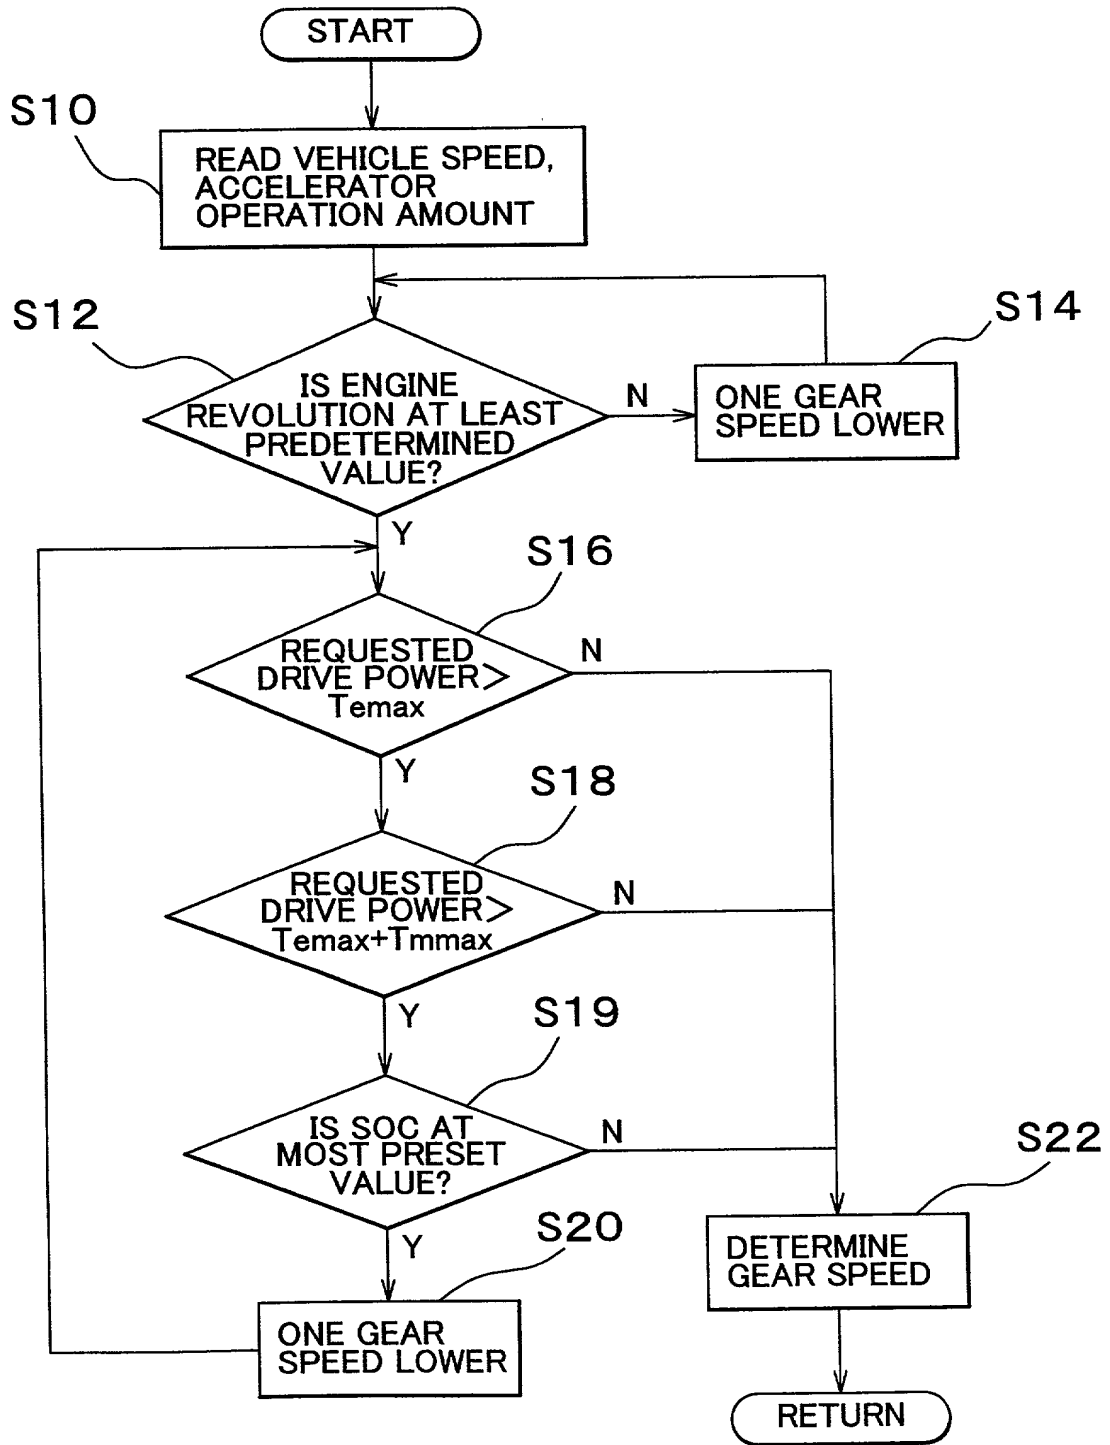 START
S10
READ VEHICLE SPEED,
ACCELERATOR
OPERATION AMOUNT
S12
IS ENGINE
REVOLUTION AT LEAST
PREDETERMINED
VALUE?
N
S14
ONE GEAR
SPEED LOWER
Y
S16
REQUESTED
DRIVE POWER>
Temax
N
Y
S18
REQUESTED
DRIVE POWER>
Temax+Tmmax
N
Y
S19
IS SOC AT
MOST PRESET
VALUE?
N
Y
S20
ONE GEAR
SPEED LOWER
S22
DETERMINE
GEAR SPEED
RETURN